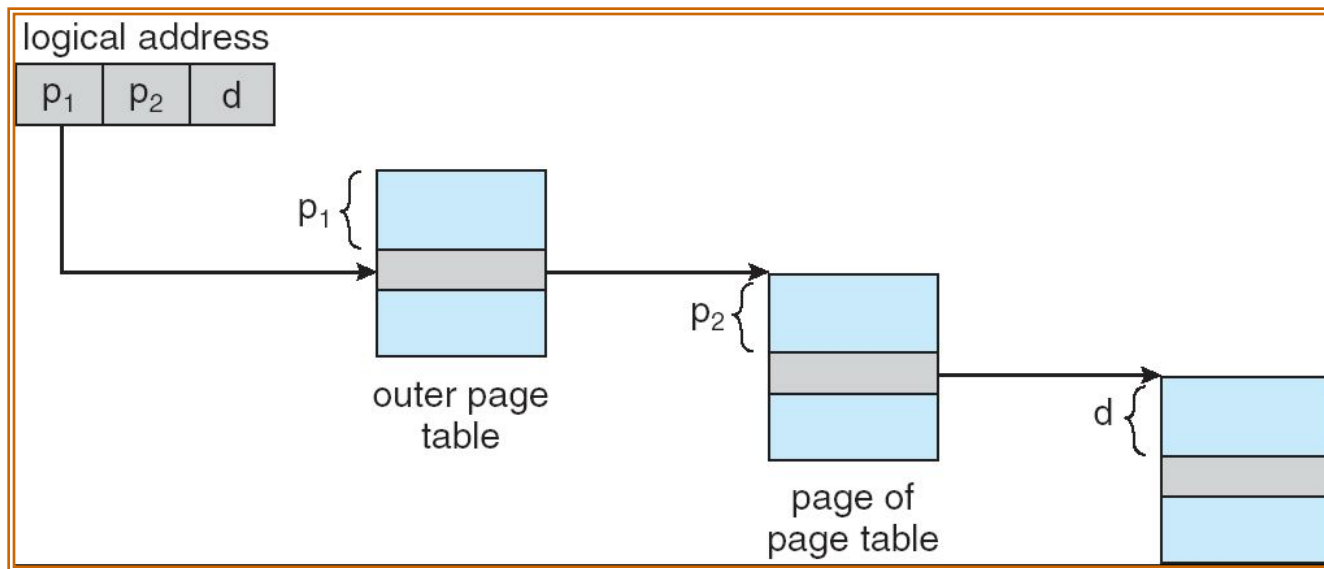 logical address
p₁ p₂ d
p₁
outer page
table
p₂
page of
page table
d